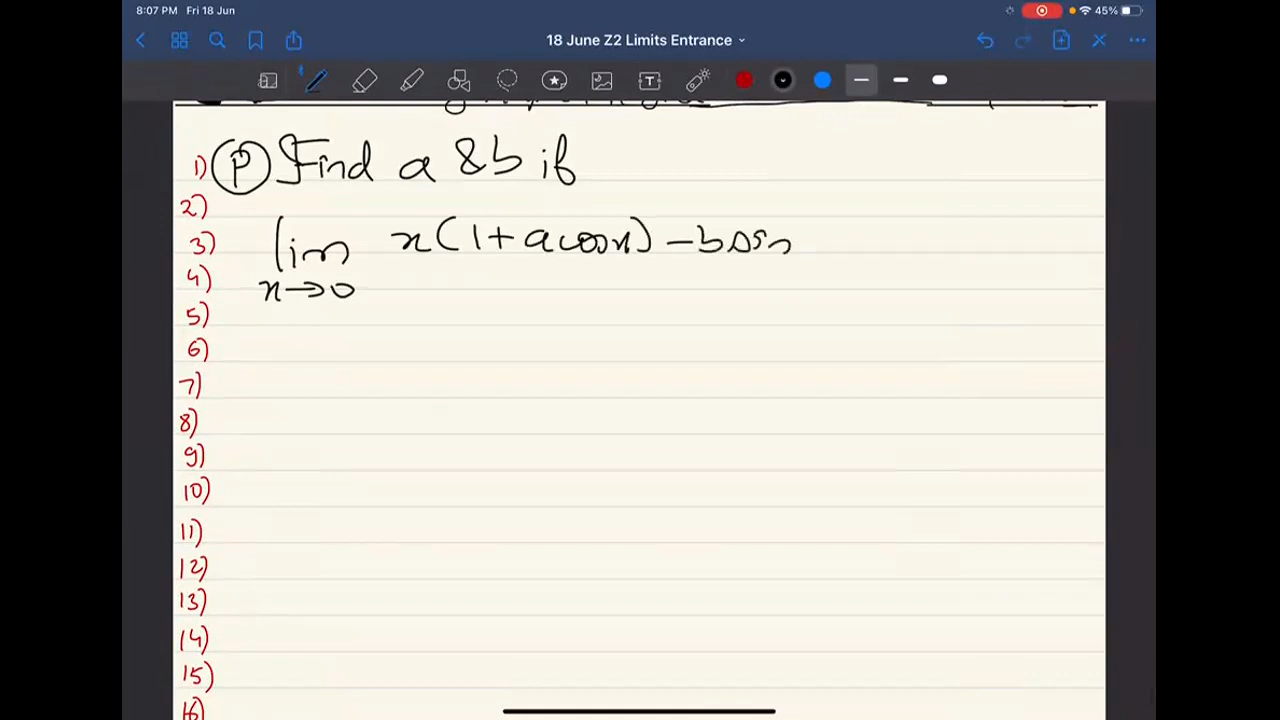 8:07 PM Fri 18 Jun
45%
18 June Z2 Limits Entrance
1) P Find a & b if
2)
3) lim x(1+acosx) -bsin
4) x→0
5)
6)
7)
8)
9)
10)
11)
12)
13)
14)
15)
16)